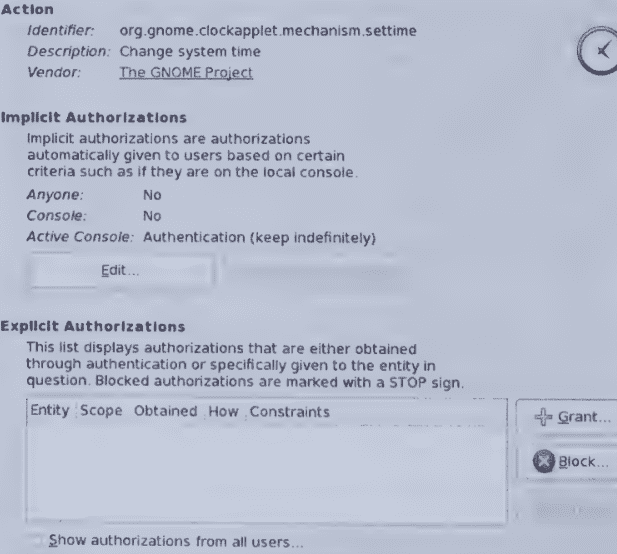 Action
Identifier: org.gnome.clockapplet.mechanism.settime
Description: Change system time
Vendor: The GNOME Project
Implicit Authorizations
Implicit authorizations are authorizations
automatically given to users based on certain
criteria such as if they are on the local console.
Anyone: No
Console: No
Active Console: Authentication (keep indefinitely)
Edit...
Explicit Authorizations
This list displays authorizations that are either obtained
through authentication or specifically given to the entity in
question. Blocked authorizations are marked with a STOP sign.
Entity Scope Obtained How Constraints
Grant...
Block...
Show authorizations from all users...